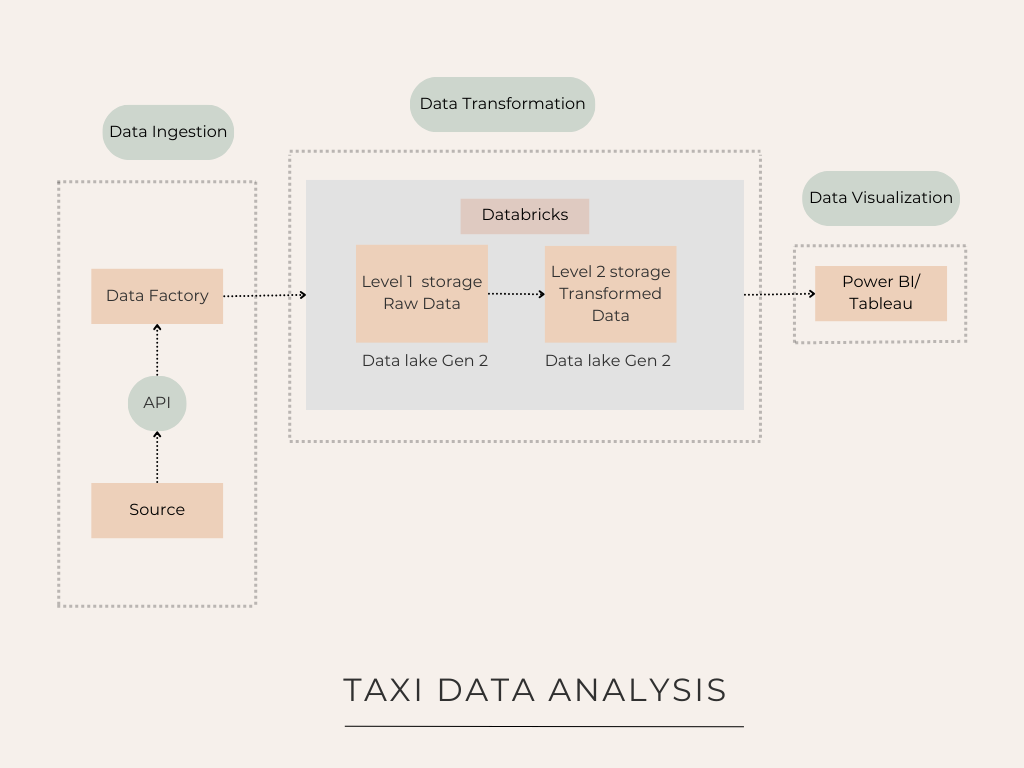 Data Ingestion
Data Factory
API
Source
Data Transformation
Databricks
Level 1  storage
Raw Data
Data lake Gen 2
Level 2 storage
Transformed
Data
Data lake Gen 2
Data Visualization
Power BI/
Tableau
TAXI DATA ANALYSIS